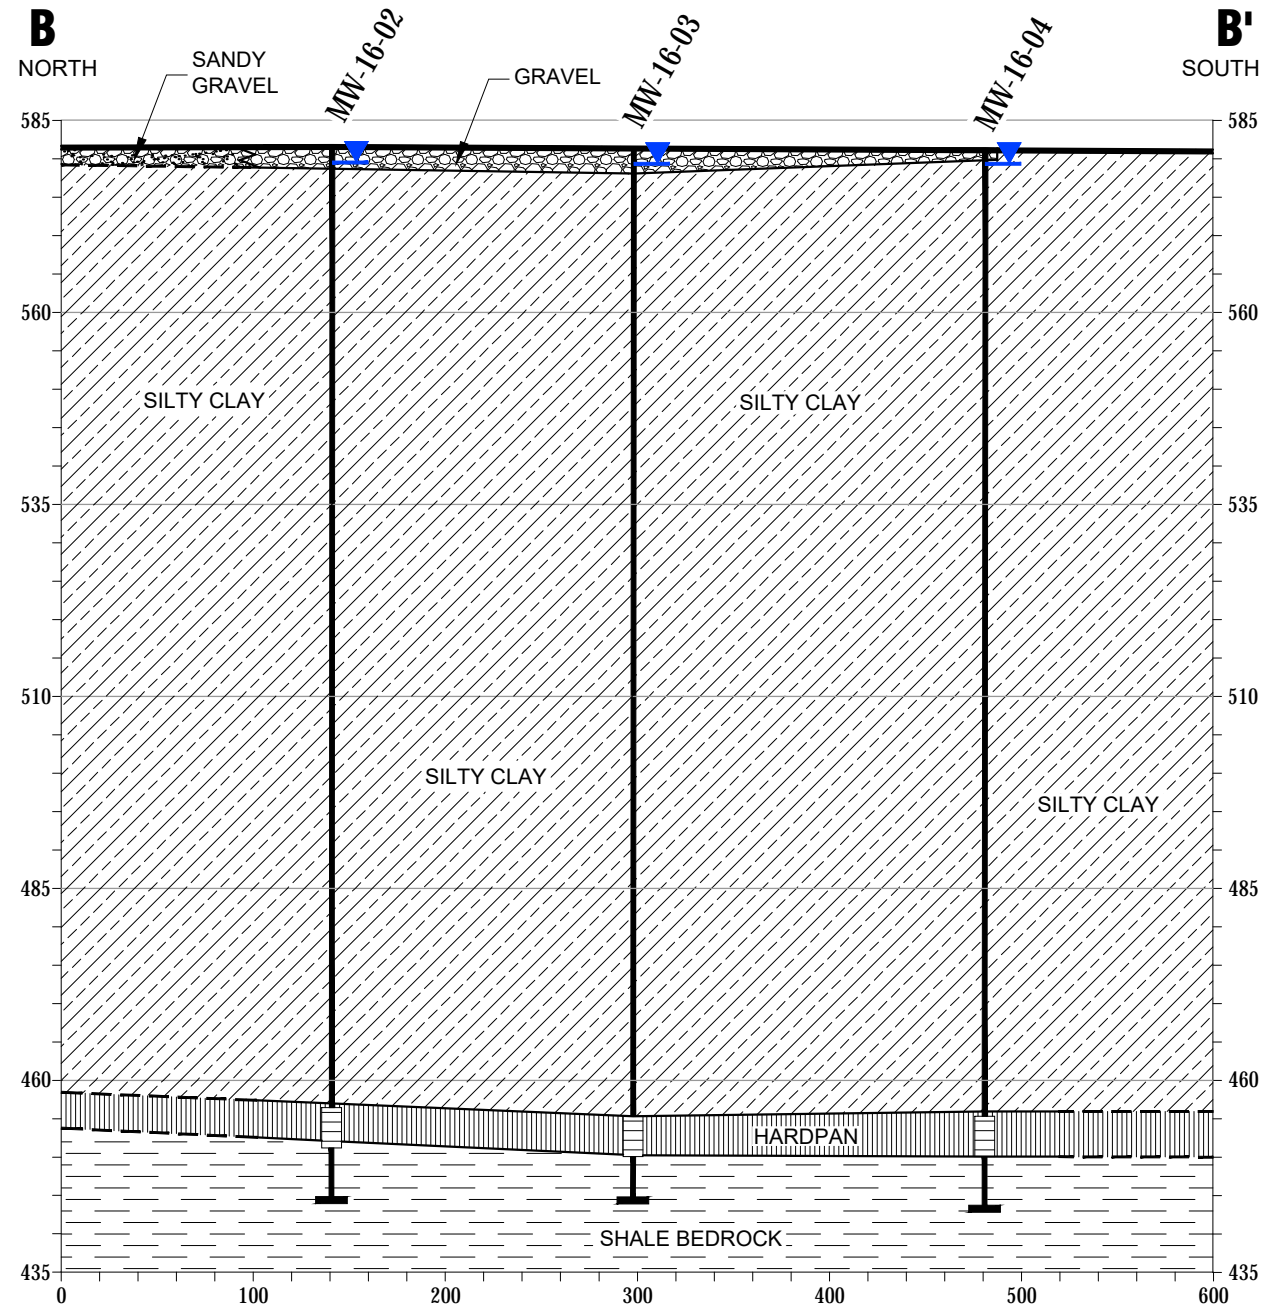 B
NORTH
SANDY
GRAVEL
MW-16-02
GRAVEL
MW-16-03
MW-16-04
B'
SOUTH
585
585
560
560
SILTY CLAY
SILTY CLAY
535
535
510
510
SILTY CLAY
SILTY CLAY
485
485
460
460
HARDPAN
SHALE BEDROCK
435
435
0
100
200
300
400
500
600